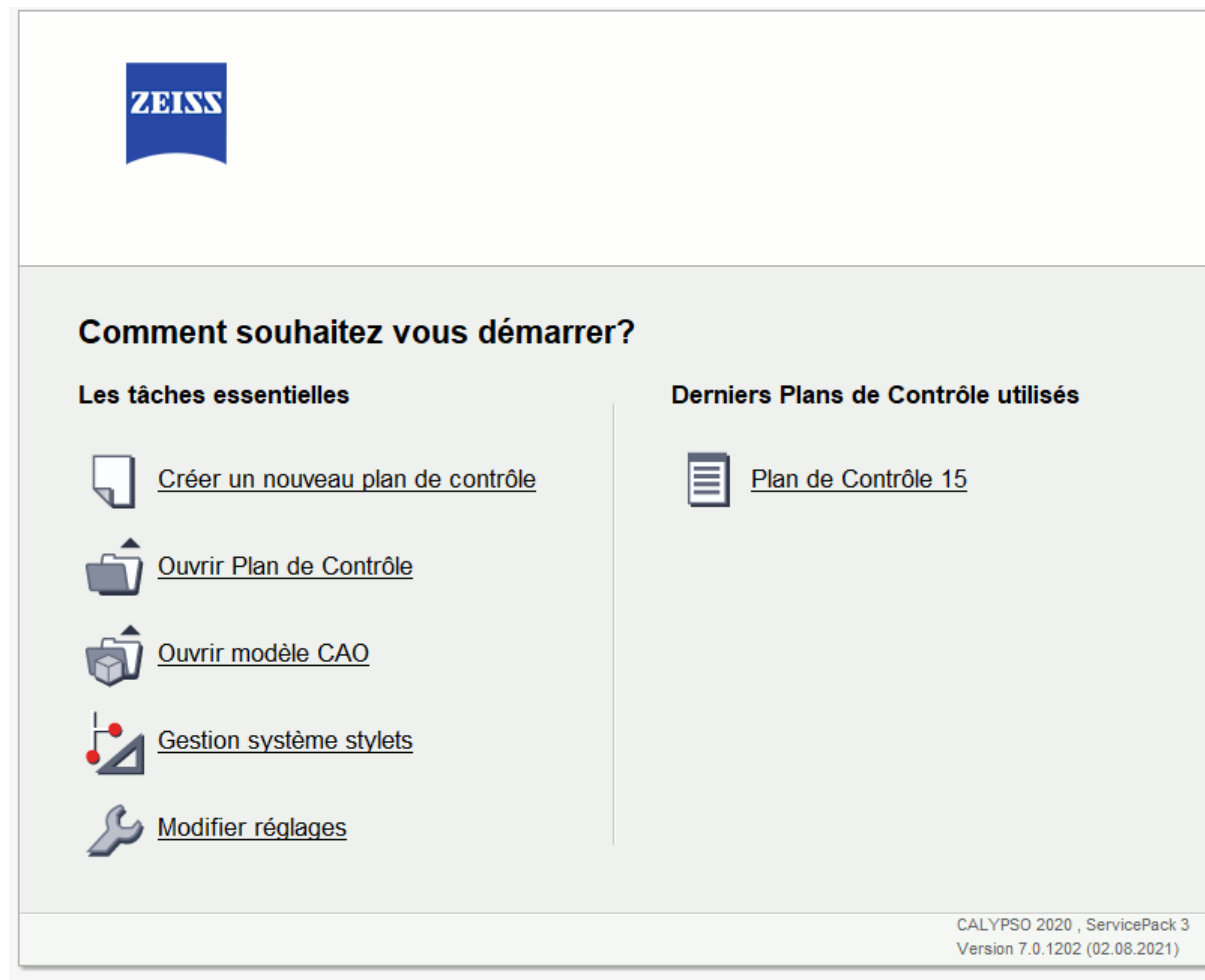 ZEISS
Comment souhaitez vous démarrer?
Les tâches essentielles
Créer un nouveau plan de contrôle
Ouvrir Plan de Contrôle
Ouvrir modèle CAO
Gestion système stylets
Modifier réglages
Derniers Plans de Contrôle utilisés
Plan de Contrôle 15
CALYPSO 2020 , ServicePack 3
Version 7.0.1202 (02.08.2021)